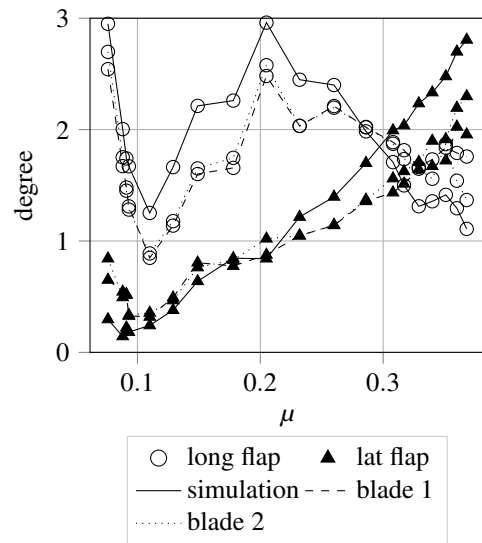 3
2
1
0
degree
0.1 0.2 0.3
μ
long flap lat flap
simulation blade 1
blade 2